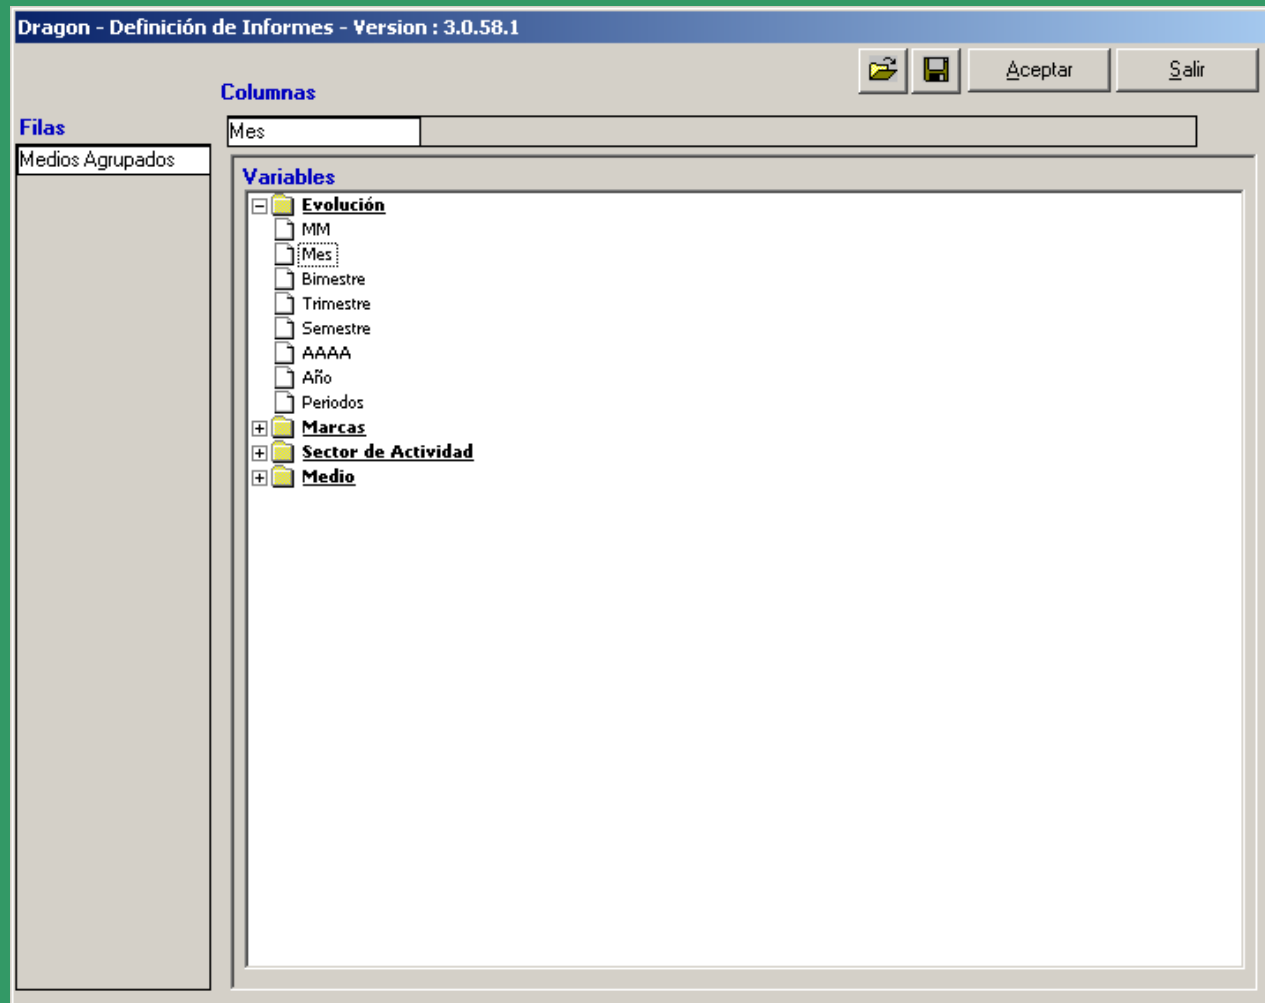 Dragon - Definición de Informes - Version : 3.0.58.1
Aceptar
Salir
Columnas
Filas
Mes
Medios Agrupados
Variables
Evolución
MM
Mes
Bimestre
Trimestre
Semestre
AAAA
Año
Periodos
Marcas
Sector de Actividad
Medio